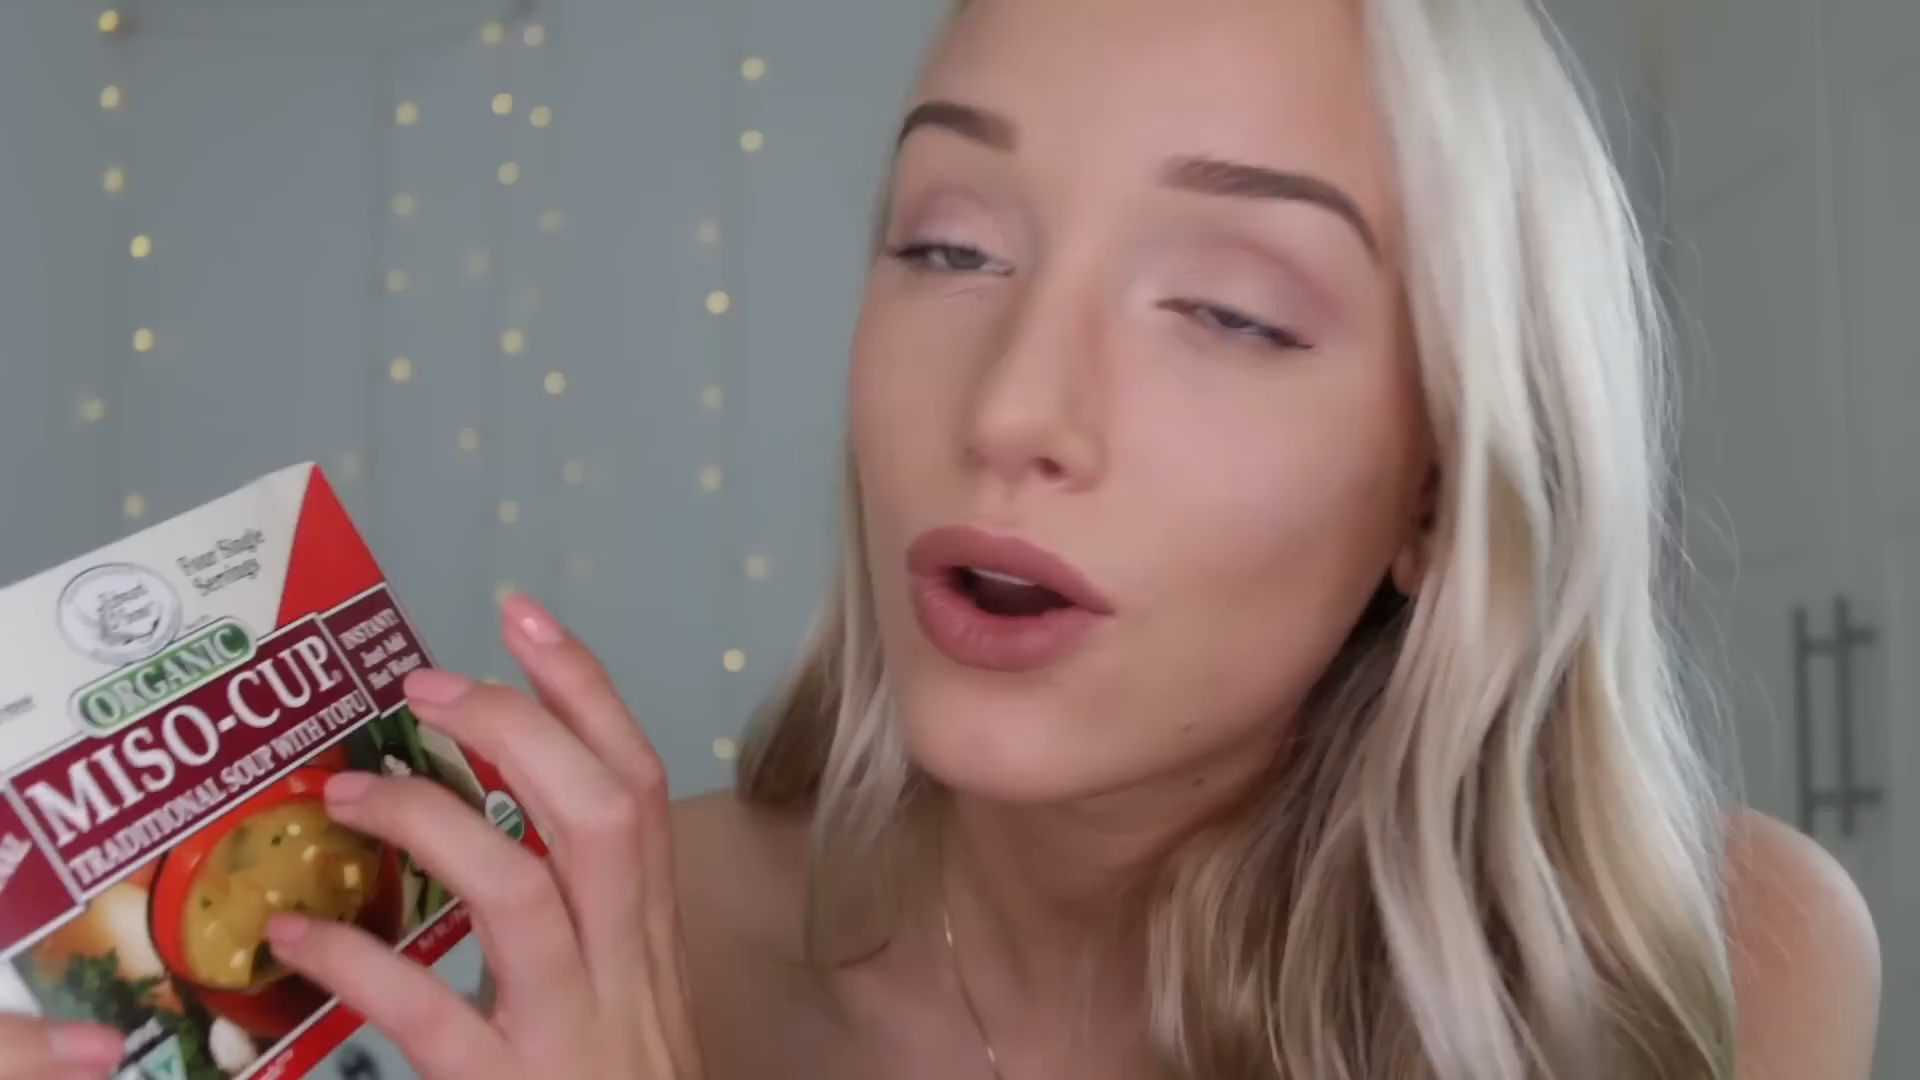 Four Single
Servings
ORGANIC
MISO-CUP
TRADITIONAL SOUP WITH TOFU
INSTANT!
Just Add
Hot Water